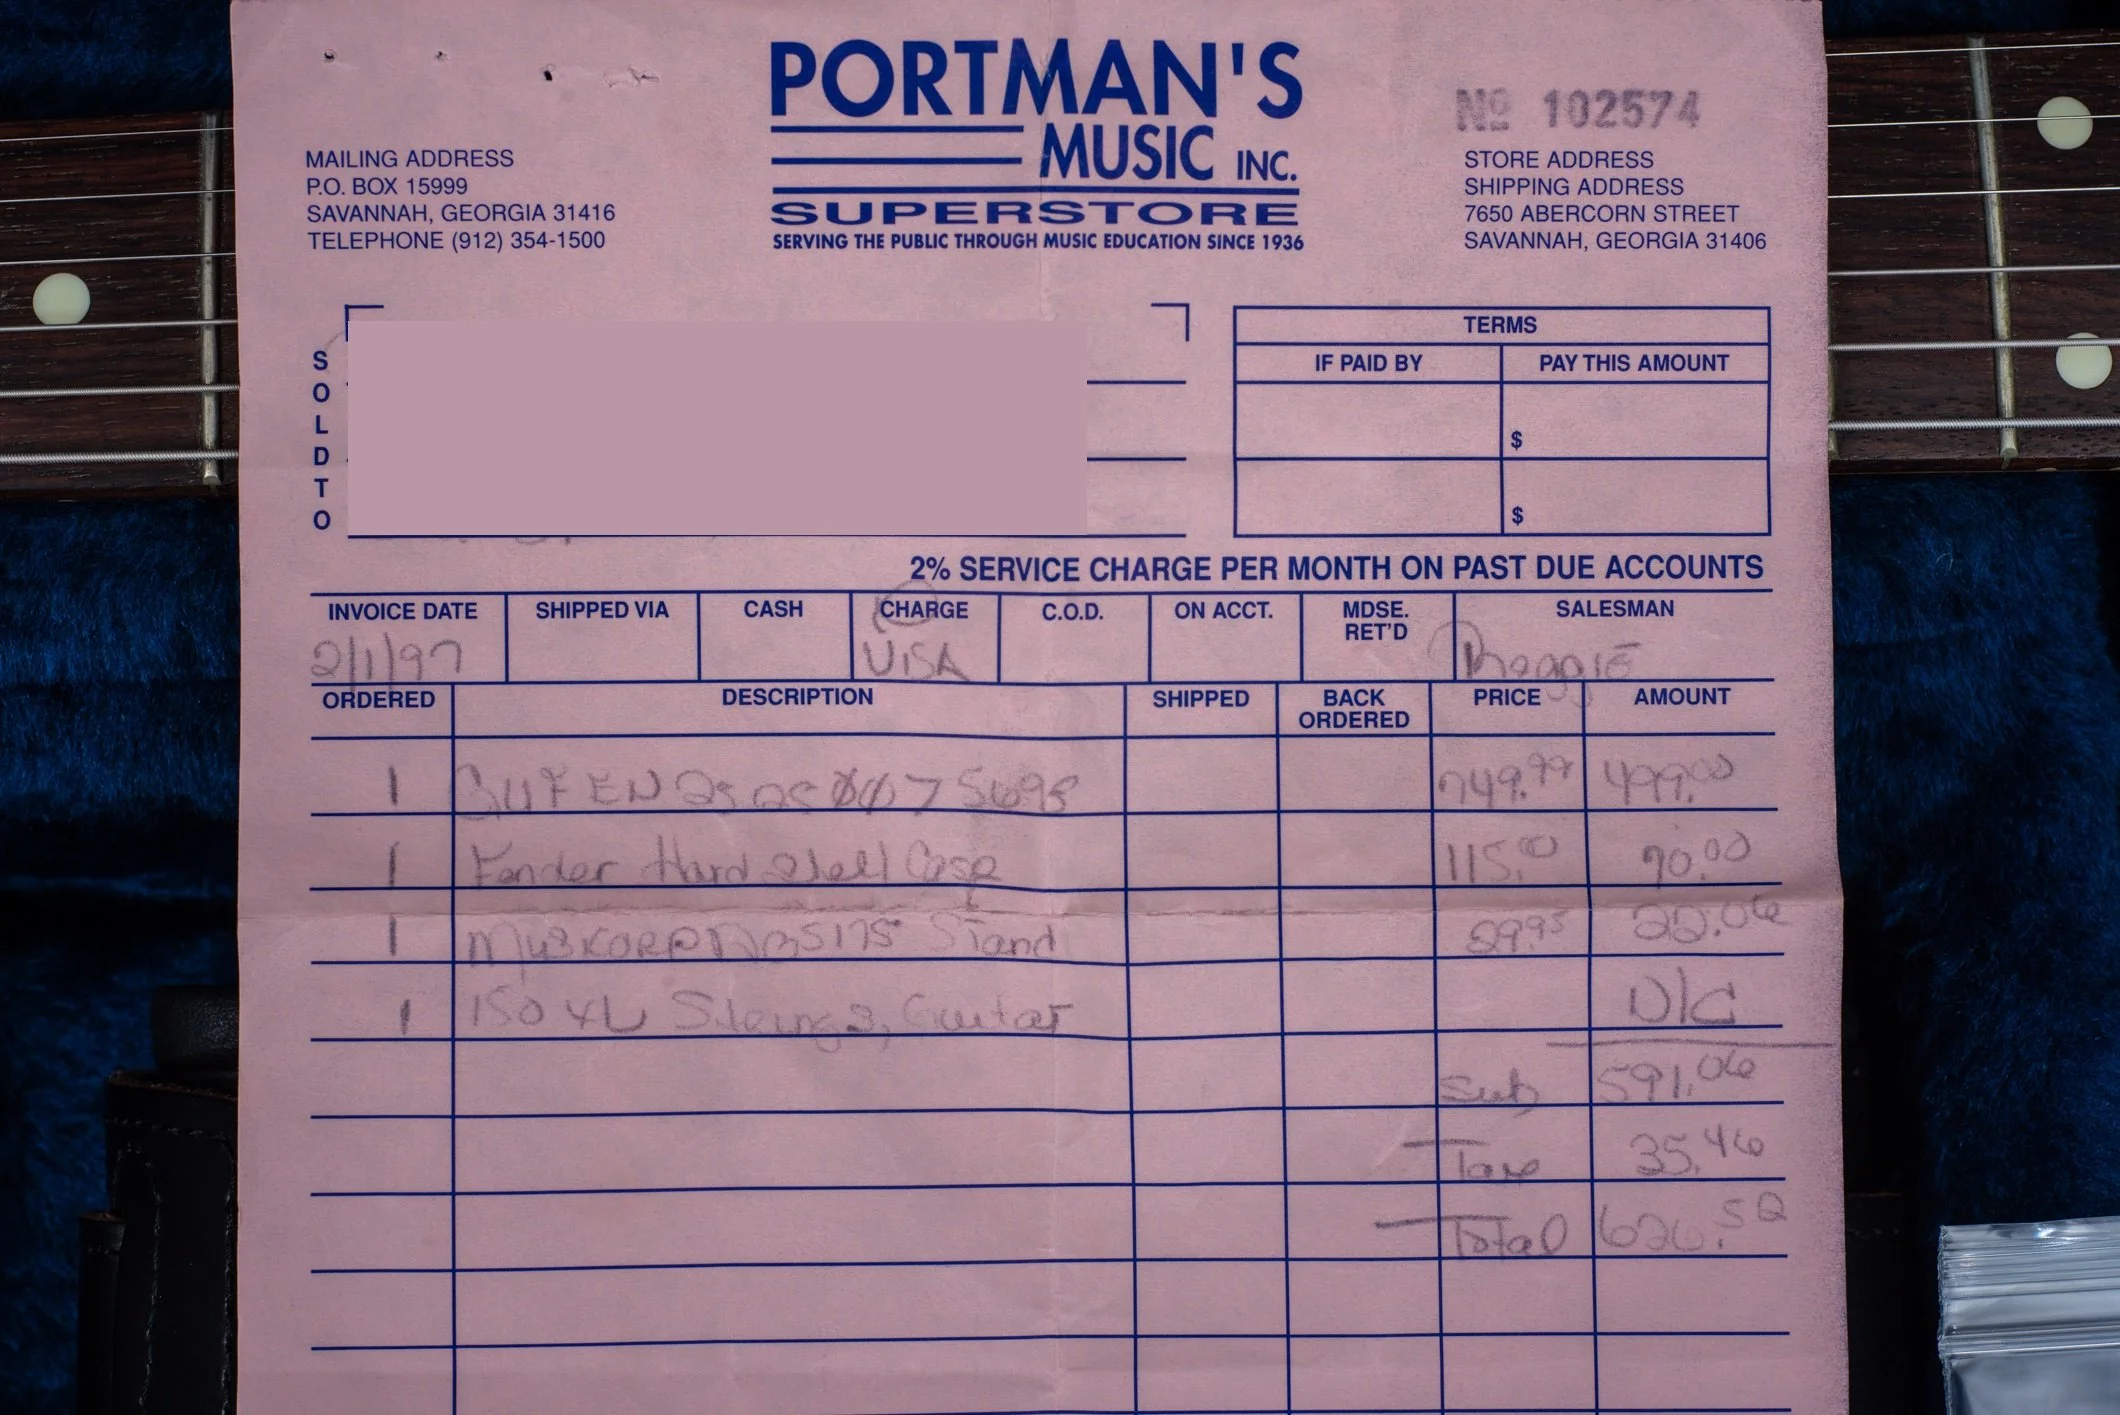 PORTMAN'S
MUSIC INC.
SUPERSTORE
SERVING THE PUBLIC THROUGH MUSIC EDUCATION SINCE 1936
Nº 102574
MAILING ADDRESS
P.O. BOX 15999
SAVANNAH, GEORGIA 31416
TELEPHONE (912) 354-1500
STORE ADDRESS
SHIPPING ADDRESS
7650 ABERCORN STREET
SAVANNAH, GEORGIA 31406
SOLD TO
TERMS
IF PAID BY PAY THIS AMOUNT
$
$
2% SERVICE CHARGE PER MONTH ON PAST DUE ACCOUNTS
INVOICE DATE SHIPPED VIA CASH CHARGE C.O.D. ON ACCT. MDSE. RET'D SALESMAN
2/1/97 VISA Reggie
ORDERED DESCRIPTION SHIPPED BACK ORDERED PRICE AMOUNT
1 749.99 499.00
1 Fender Hard Shell Case 115.00 90.00
1 Stand 22.06
1 150XL Strings, Guitar N/C
Sub 591.06
Tax 35.46
Total 626.52